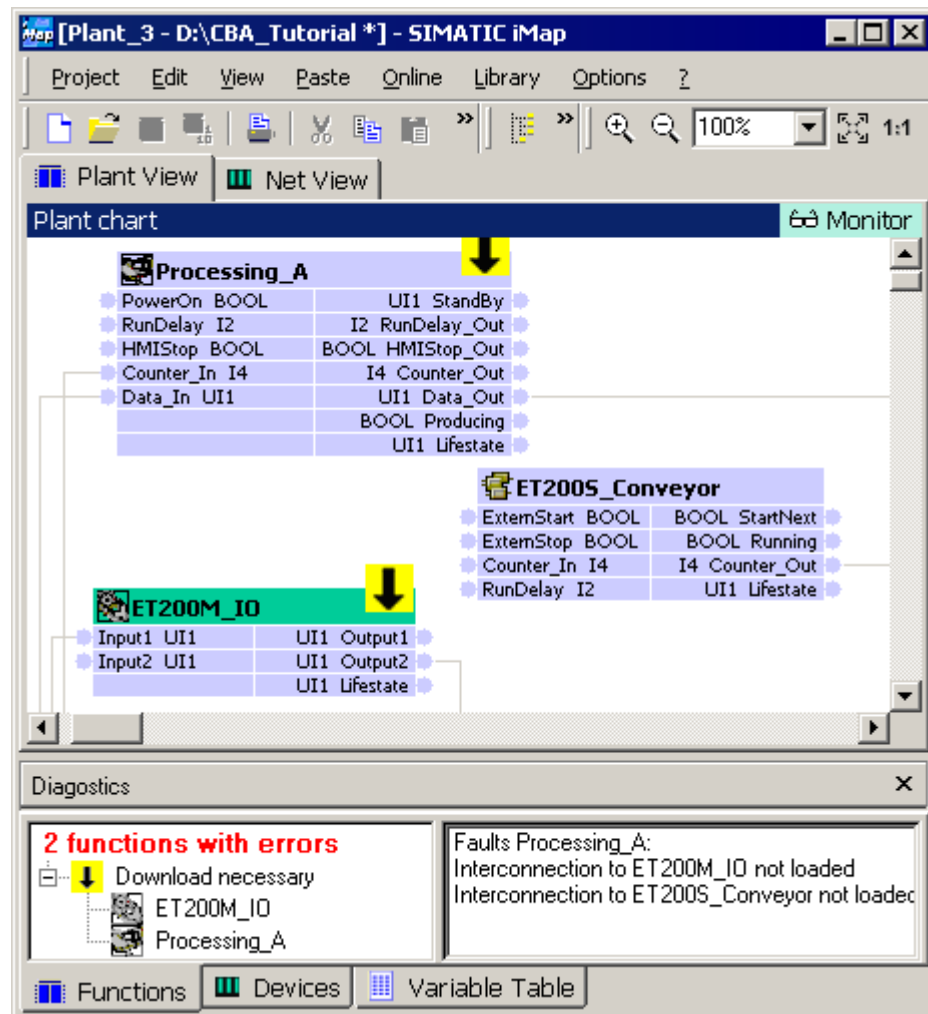 [Plant_3 - D:\CBA_Tutorial *] - SIMATIC iMap
Project Edit View Paste Online Library Options ?
» » 100% 1:1
Plant View Net View
Plant chart Monitor
Processing_A
PowerOn BOOL UI1 StandBy
RunDelay I2 I2 RunDelay_Out
HMIStop BOOL BOOL HMIStop_Out
Counter_In I4 I4 Counter_Out
Data_In UI1 UI1 Data_Out
BOOL Producing
UI1 Lifestate
ET200S_Conveyor
ExternStart BOOL BOOL StartNext
ExternStop BOOL BOOL Running
Counter_In I4 I4 Counter_Out
RunDelay I2 UI1 Lifestate
ET200M_IO
Input1 UI1 UI1 Output1
Input2 UI1 UI1 Output2
UI1 Lifestate
Diagostics
2 functions with errors
Download necessary
ET200M_IO
Processing_A
Faults Processing_A:
Interconnection to ET200M_IO not loaded
Interconnection to ET200S_Conveyor not loaded
Functions Devices Variable Table